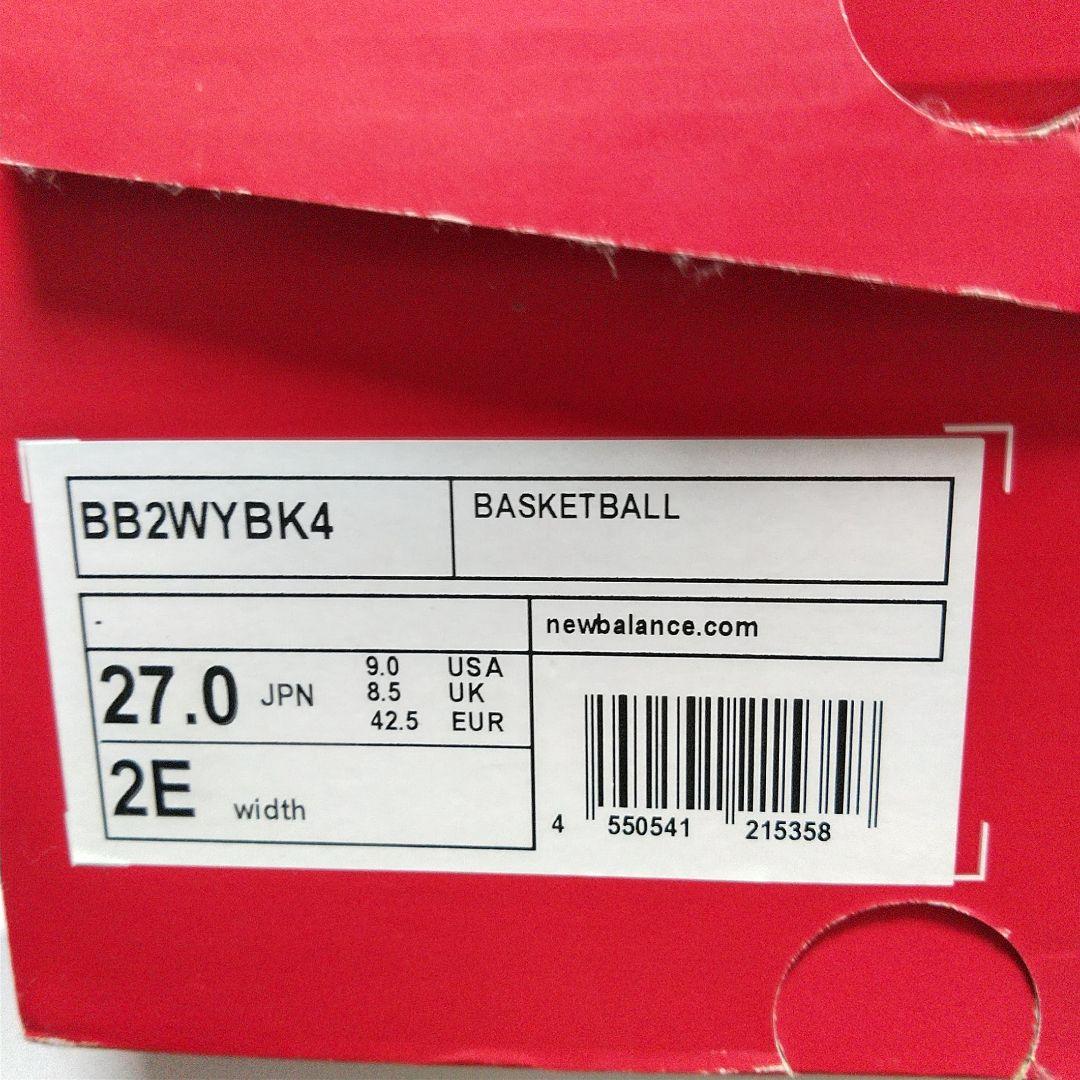 BB2WYBK4
BASKETBALL
-
newbalance.com
27.0 JPN
9.0 USA
8.5 UK
42.5 EUR
2E width
4 550541 215358